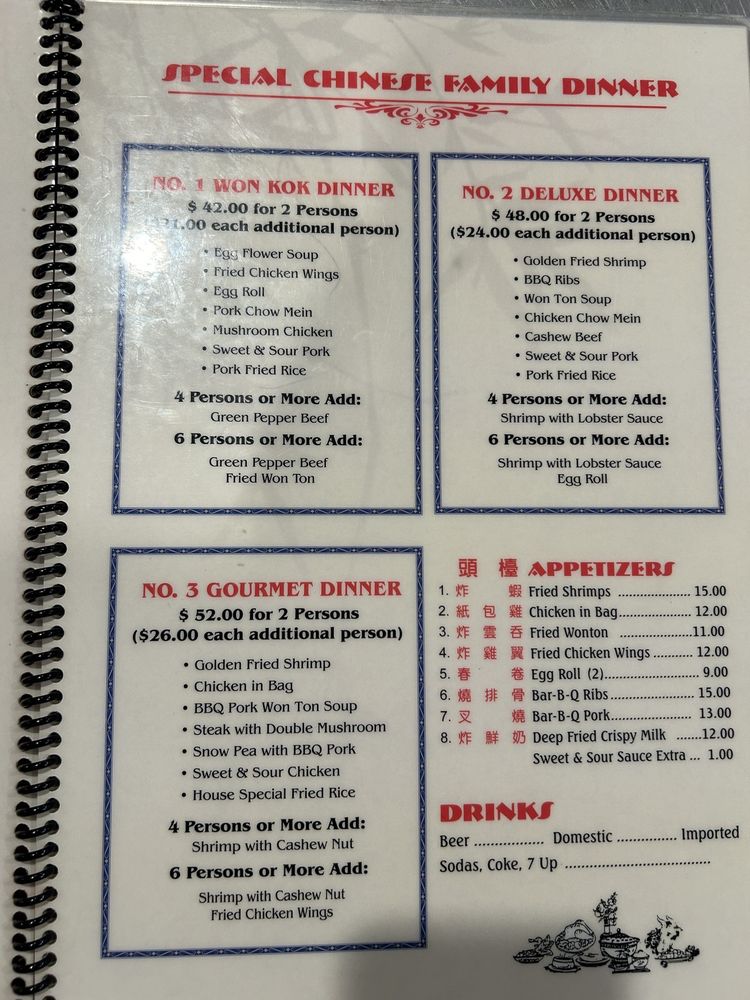 SPECIAL CHINESE FAMILY DINNER
NO. 1 WON KOK DINNER
$ 42.00 for 2 Persons
($21.00 each additional person)
• Egg Flower Soup
• Fried Chicken Wings
• Egg Roll
• Pork Chow Mein
• Mushroom Chicken
• Sweet & Sour Pork
• Pork Fried Rice
4 Persons or More Add:
Green Pepper Beef
6 Persons or More Add:
Green Pepper Beef
Fried Won Ton
NO. 2 DELUXE DINNER
$ 48.00 for 2 Persons
($24.00 each additional person)
• Golden Fried Shrimp
• BBQ Ribs
• Won Ton Soup
• Chicken Chow Mein
• Cashew Beef
• Sweet & Sour Pork
• Pork Fried Rice
4 Persons or More Add:
Shrimp with Lobster Sauce
6 Persons or More Add:
Shrimp with Lobster Sauce
Egg Roll
NO. 3 GOURMET DINNER
$ 52.00 for 2 Persons
($26.00 each additional person)
• Golden Fried Shrimp
• Chicken in Bag
• BBQ Pork Won Ton Soup
• Steak with Double Mushroom
• Snow Pea with BBQ Pork
• Sweet & Sour Chicken
• House Special Fried Rice
4 Persons or More Add:
Shrimp with Cashew Nut
6 Persons or More Add:
Shrimp with Cashew Nut
Fried Chicken Wings
頭 檯 APPETIZERS
1. 炸 蝦 Fried Shrimps .................... 15.00
2. 紙 包 雞 Chicken in Bag.................... 12.00
3. 炸 雲 吞 Fried Wonton ....................11.00
4. 炸 雞 翼 Fried Chicken Wings ........... 12.00
5. 春 卷 Egg Roll (2).......................... 9.00
6. 燒 排 骨 Bar-B-Q Ribs........................ 15.00
7. 叉 燒 Bar-B-Q Pork...................... 13.00
8. 炸 鮮 奶 Deep Fried Crispy Milk .......12.00
Sweet & Sour Sauce Extra ... 1.00
DRINKS
Beer .................. Domestic ............... Imported
Sodas, Coke, 7 Up .......................................